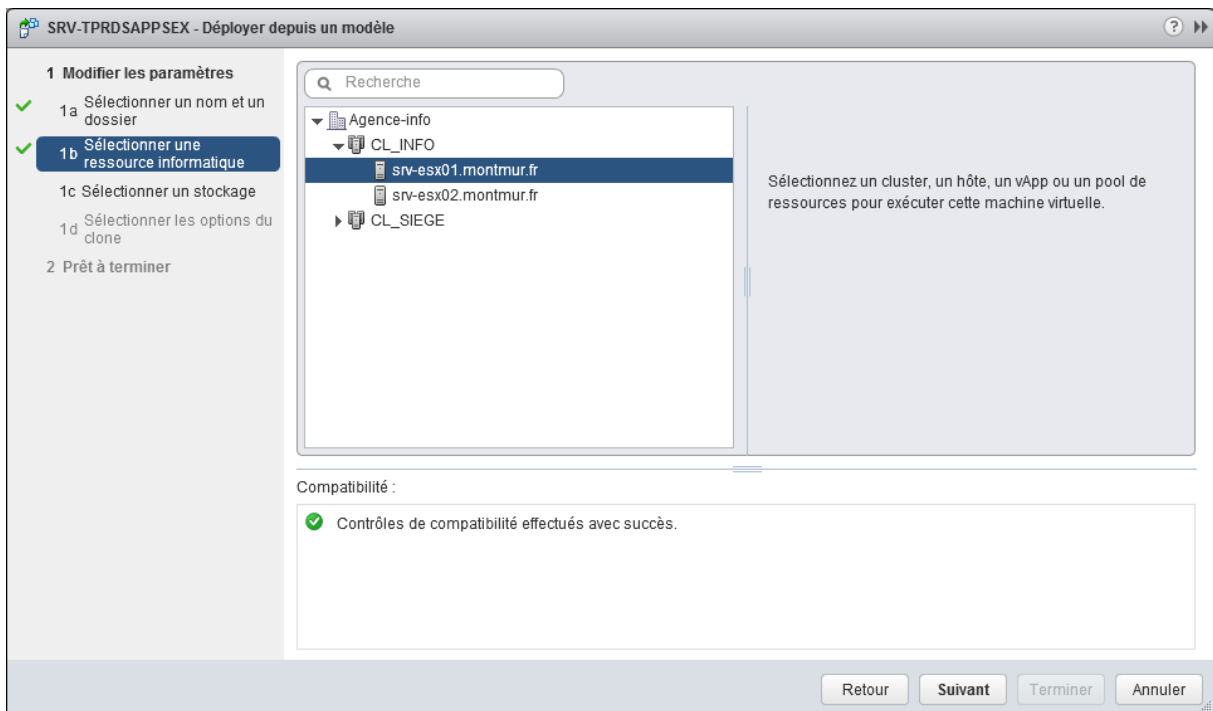 SRV-TPRDSAPPSEX - Déployer depuis un modèle
1 Modifier les paramètres
1a Sélectionner un nom et un
dossier
1b Sélectionner une
ressource informatique
1c Sélectionner un stockage
1d Sélectionner les options du
clone
2 Prêt à terminer
Recherche
Agence-info
CL_INFO
srv-esx01.montmur.fr
srv-esx02.montmur.fr
CL_SIEGE
Sélectionnez un cluster, un hôte, un vApp ou un pool de
ressources pour exécuter cette machine virtuelle.
Compatibilité :
Contrôles de compatibilité effectués avec succès.
Retour
Suivant
Terminer
Annuler